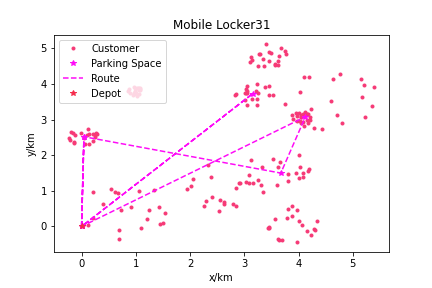 Mobile Locker31
Customer
Parking Space
Route
Depot
y/km
5
4
3
2
1
0
0 1 2 3 4 5
x/km